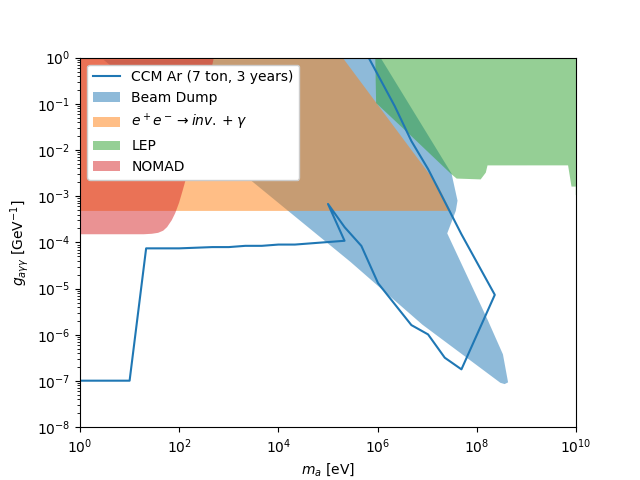 10⁰
10⁻¹
10⁻²
10⁻³
10⁻⁴
10⁻⁵
10⁻⁶
10⁻⁷
10⁻⁸
g_{aγγ} [GeV⁻¹]
CCM Ar (7 ton, 3 years)
Beam Dump
e⁺e⁻ → inv. + γ
LEP
NOMAD
10⁰ 10² 10⁴ 10⁶ 10⁸ 10¹⁰
m_a [eV]